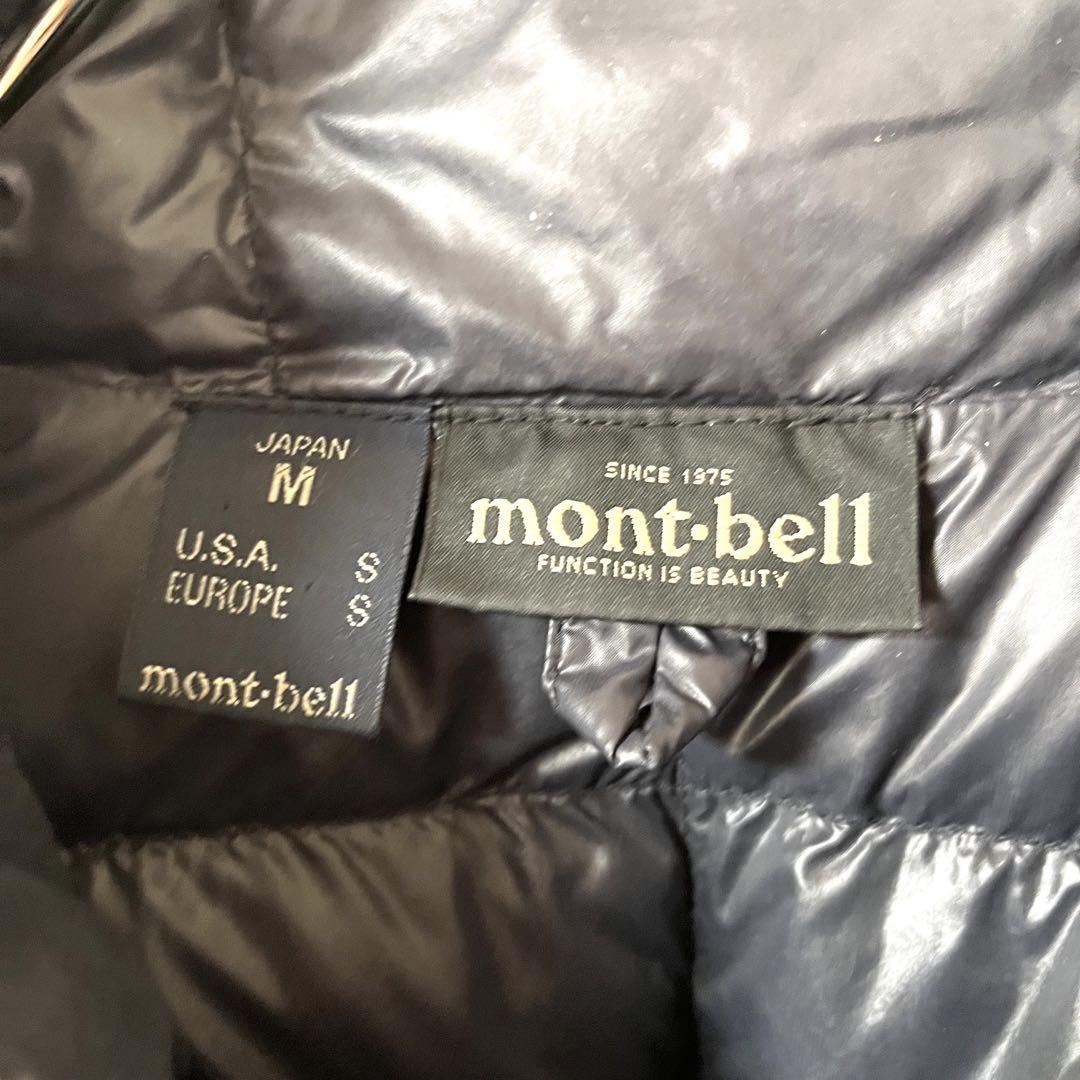 JAPAN
M
U.S.A. S
EUROPE S
mont·bell
SINCE 1975
mont·bell
FUNCTION IS BEAUTY